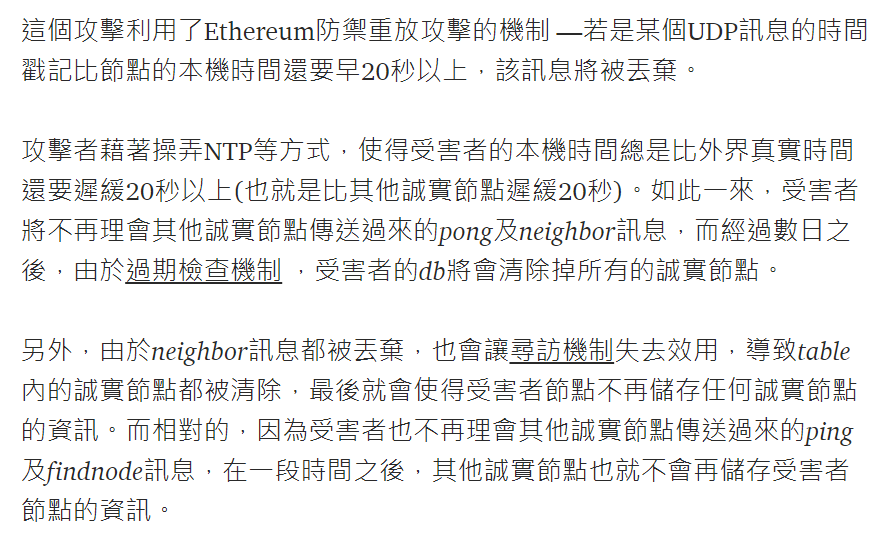 這個攻擊利用了Ethereum防禦重放攻擊的機制 —若是某個UDP訊息的時間
戳記比節點的本機時間還要早20秒以上，該訊息將被丟棄。
攻擊者藉著操弄NTP等方式，使得受害者的本機時間總是比外界真實時間
還要遲緩20秒以上(也就是比其他誠實節點遲緩20秒)。如此一來，受害者
將不再理會其他誠實節點傳送過來的pong及neighbor訊息，而經過數日之
後，由於過期檢查機制 ，受害者的db將會清除掉所有的誠實節點。
另外，由於neighbor訊息都被丟棄，也會讓尋訪機制失去效用，導致table
內的誠實節點都被清除，最後就會使得受害者節點不再儲存任何誠實節點
的資訊。而相對的，因為受害者也不再理會其他誠實節點傳送過來的ping
及findnode訊息，在一段時間之後，其他誠實節點也就不會再儲存受害者
節點的資訊。